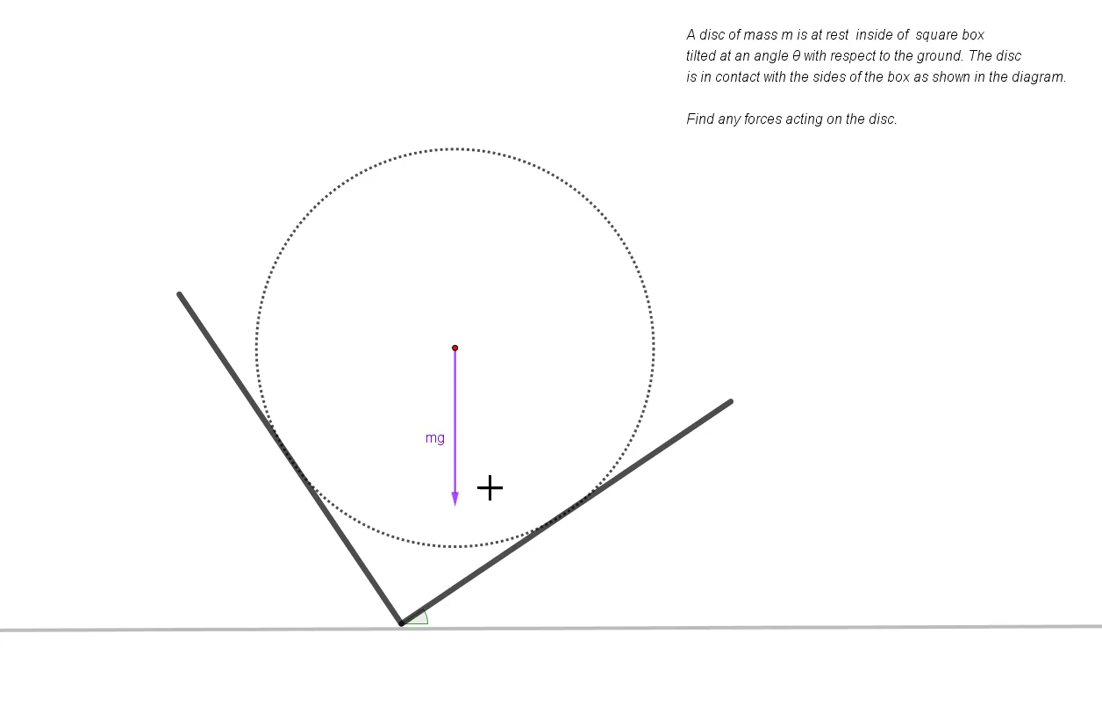 A disc of mass m is at rest inside of square box
tilted at an angle θ with respect to the ground. The disc
is in contact with the sides of the box as shown in the diagram.
Find any forces acting on the disc.
mg